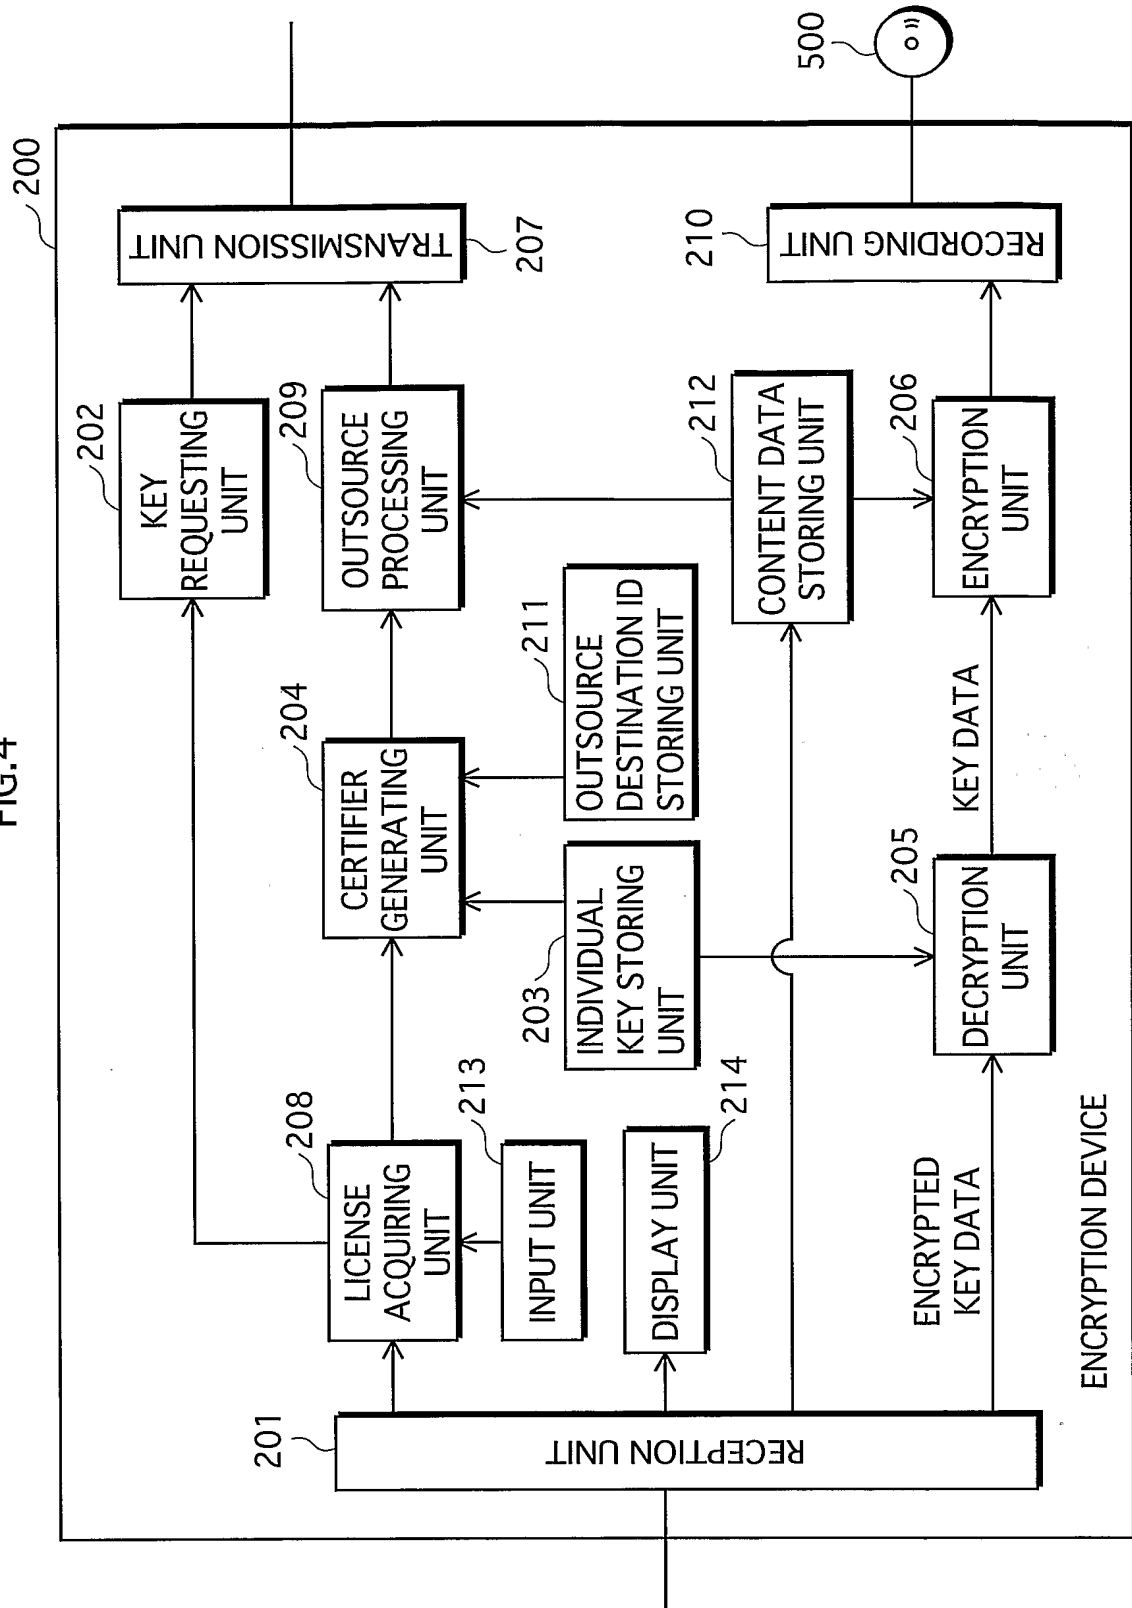 FIG.4
200
500
201
RECEPTION UNIT
208
LICENSE
ACQUIRING
UNIT
213
INPUT UNIT
214
DISPLAY UNIT
202
KEY
REQUESTING
UNIT
204
CERTIFIER
GENERATING
UNIT
209
OUTSOURCE
PROCESSING
UNIT
TRANSMISSION UNIT
207
203
INDIVIDUAL
KEY STORING
UNIT
211
OUTSOURCE
DESTINATION ID
STORING UNIT
212
CONTENT DATA
STORING UNIT
210
RECORDING UNIT
ENCRYPTED
KEY DATA
205
DECRYPTION
UNIT
KEY DATA
206
ENCRYPTION
UNIT
ENCRYPTION DEVICE